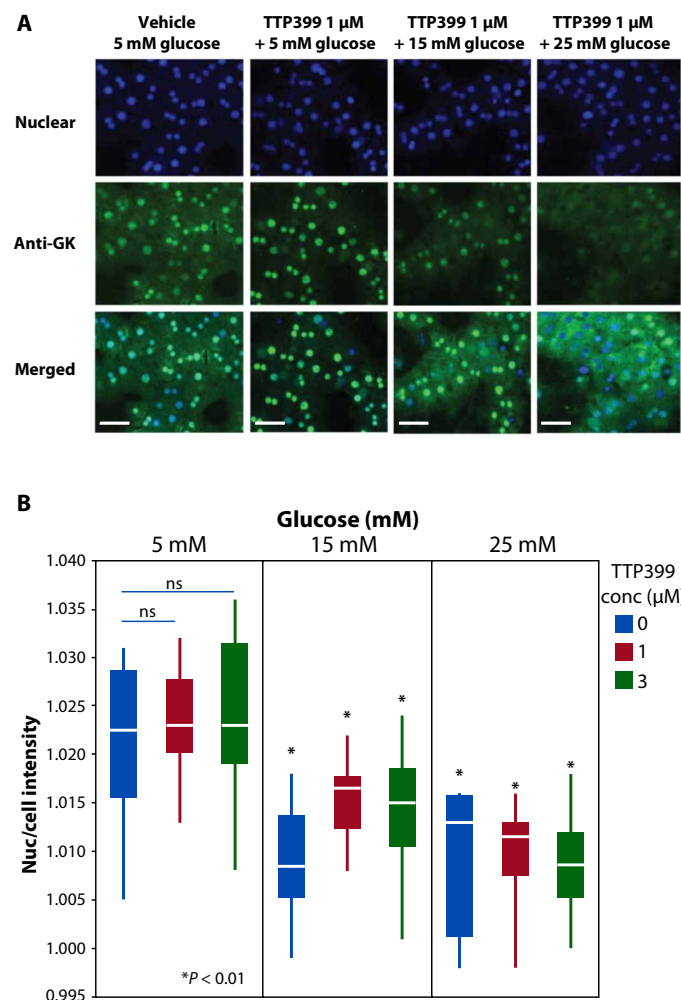 A
Vehicle
5 mM glucose
TTP399 1 µM
+ 5 mM glucose
TTP399 1 µM
+ 15 mM glucose
TTP399 1 µM
+ 25 mM glucose
Nuclear
Anti-GK
Merged
B
Glucose (mM)
5 mM
15 mM
25 mM
1.040
1.035
1.030
1.025
1.020
1.015
1.010
1.005
1.000
0.995
Nuc/cell intensity
ns
ns
*
*
*
*
*
*
*P < 0.01
TTP399
conc (µM)
0
1
3